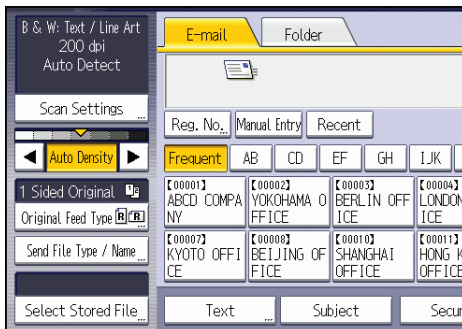 B & W: Text / Line Art
200 dpi
Auto Detect
Scan Settings
Auto Density
1 Sided Original
Original Feed Type
Send File Type / Name
Select Stored File
E-mail
Folder
Reg. No.
Manual Entry
Recent
Frequent
AB
CD
EF
GH
IJK
【00001】
ABCD COMPA
NY
【00002】
YOKOHAMA O
FFICE
【00003】
BERLIN OFF
ICE
【00004】
LONDON
ICE
【00007】
KYOTO OFFI
CE
【00008】
BEIJING OF
FICE
【00010】
SHANGHAI
OFFICE
【00011】
HONG K
OFFICE
Text
Subject
Secur